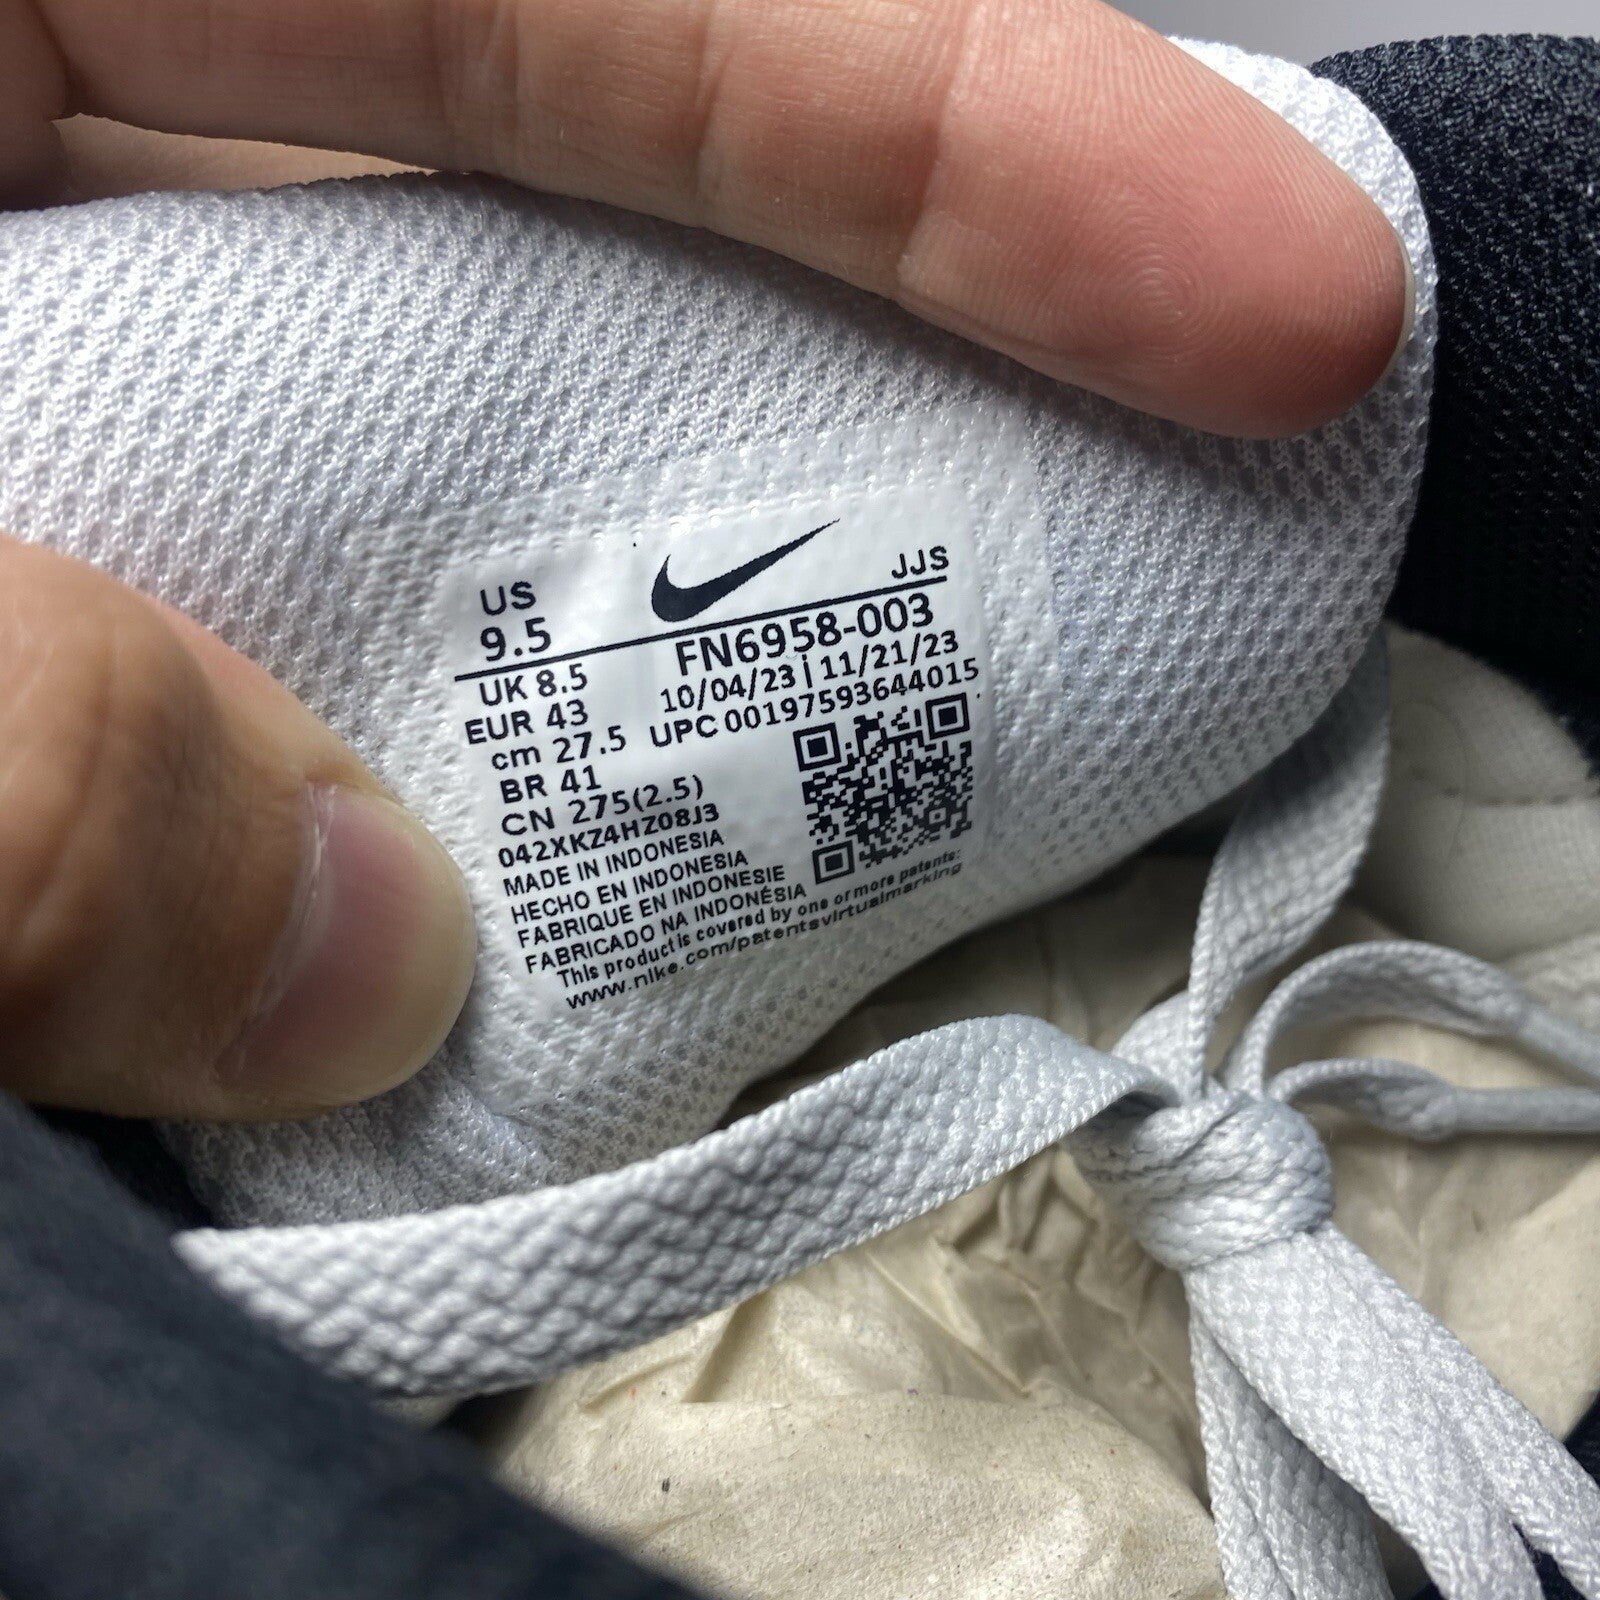 US JJS
9.5 FN6958-003
UK 8.5 10/04/23 | 11/21/23
EUR 43 UPC 00197593644015
cm 27.5
BR 41
CN 275(2.5)
042XKZ4HZ08J3
MADE IN INDONESIA
HECHO EN INDONESIA
FABRIQUE EN INDONESIE
FABRICADO NA INDONÉSIA
This product is covered by one or more patents:
www.nike.com/patentsvirtualmarking